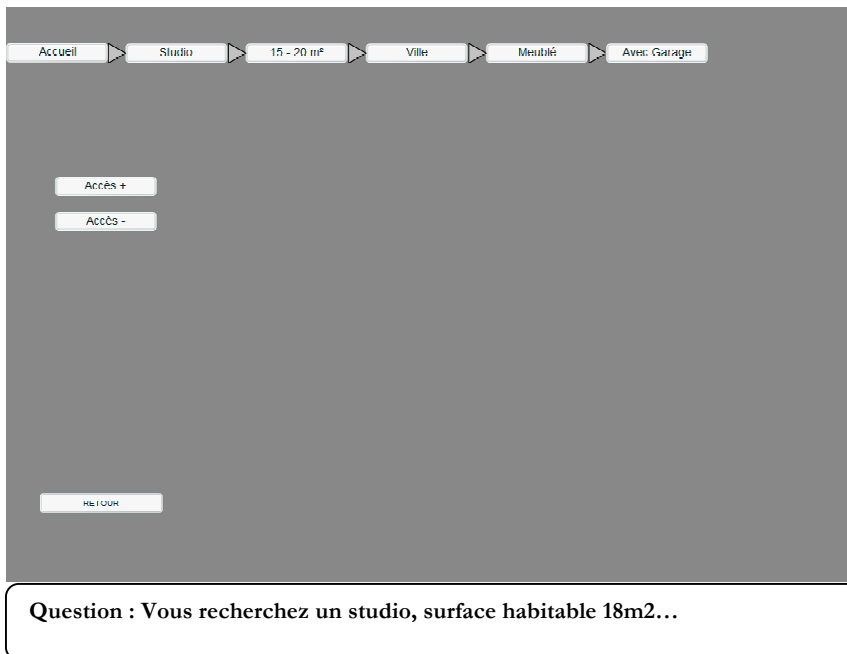 Accueil Studio 15 - 20 m² Ville Meublé Avec Garage
Accès +
Accès -
RETOUR
Question : Vous recherchez un studio, surface habitable 18m2…